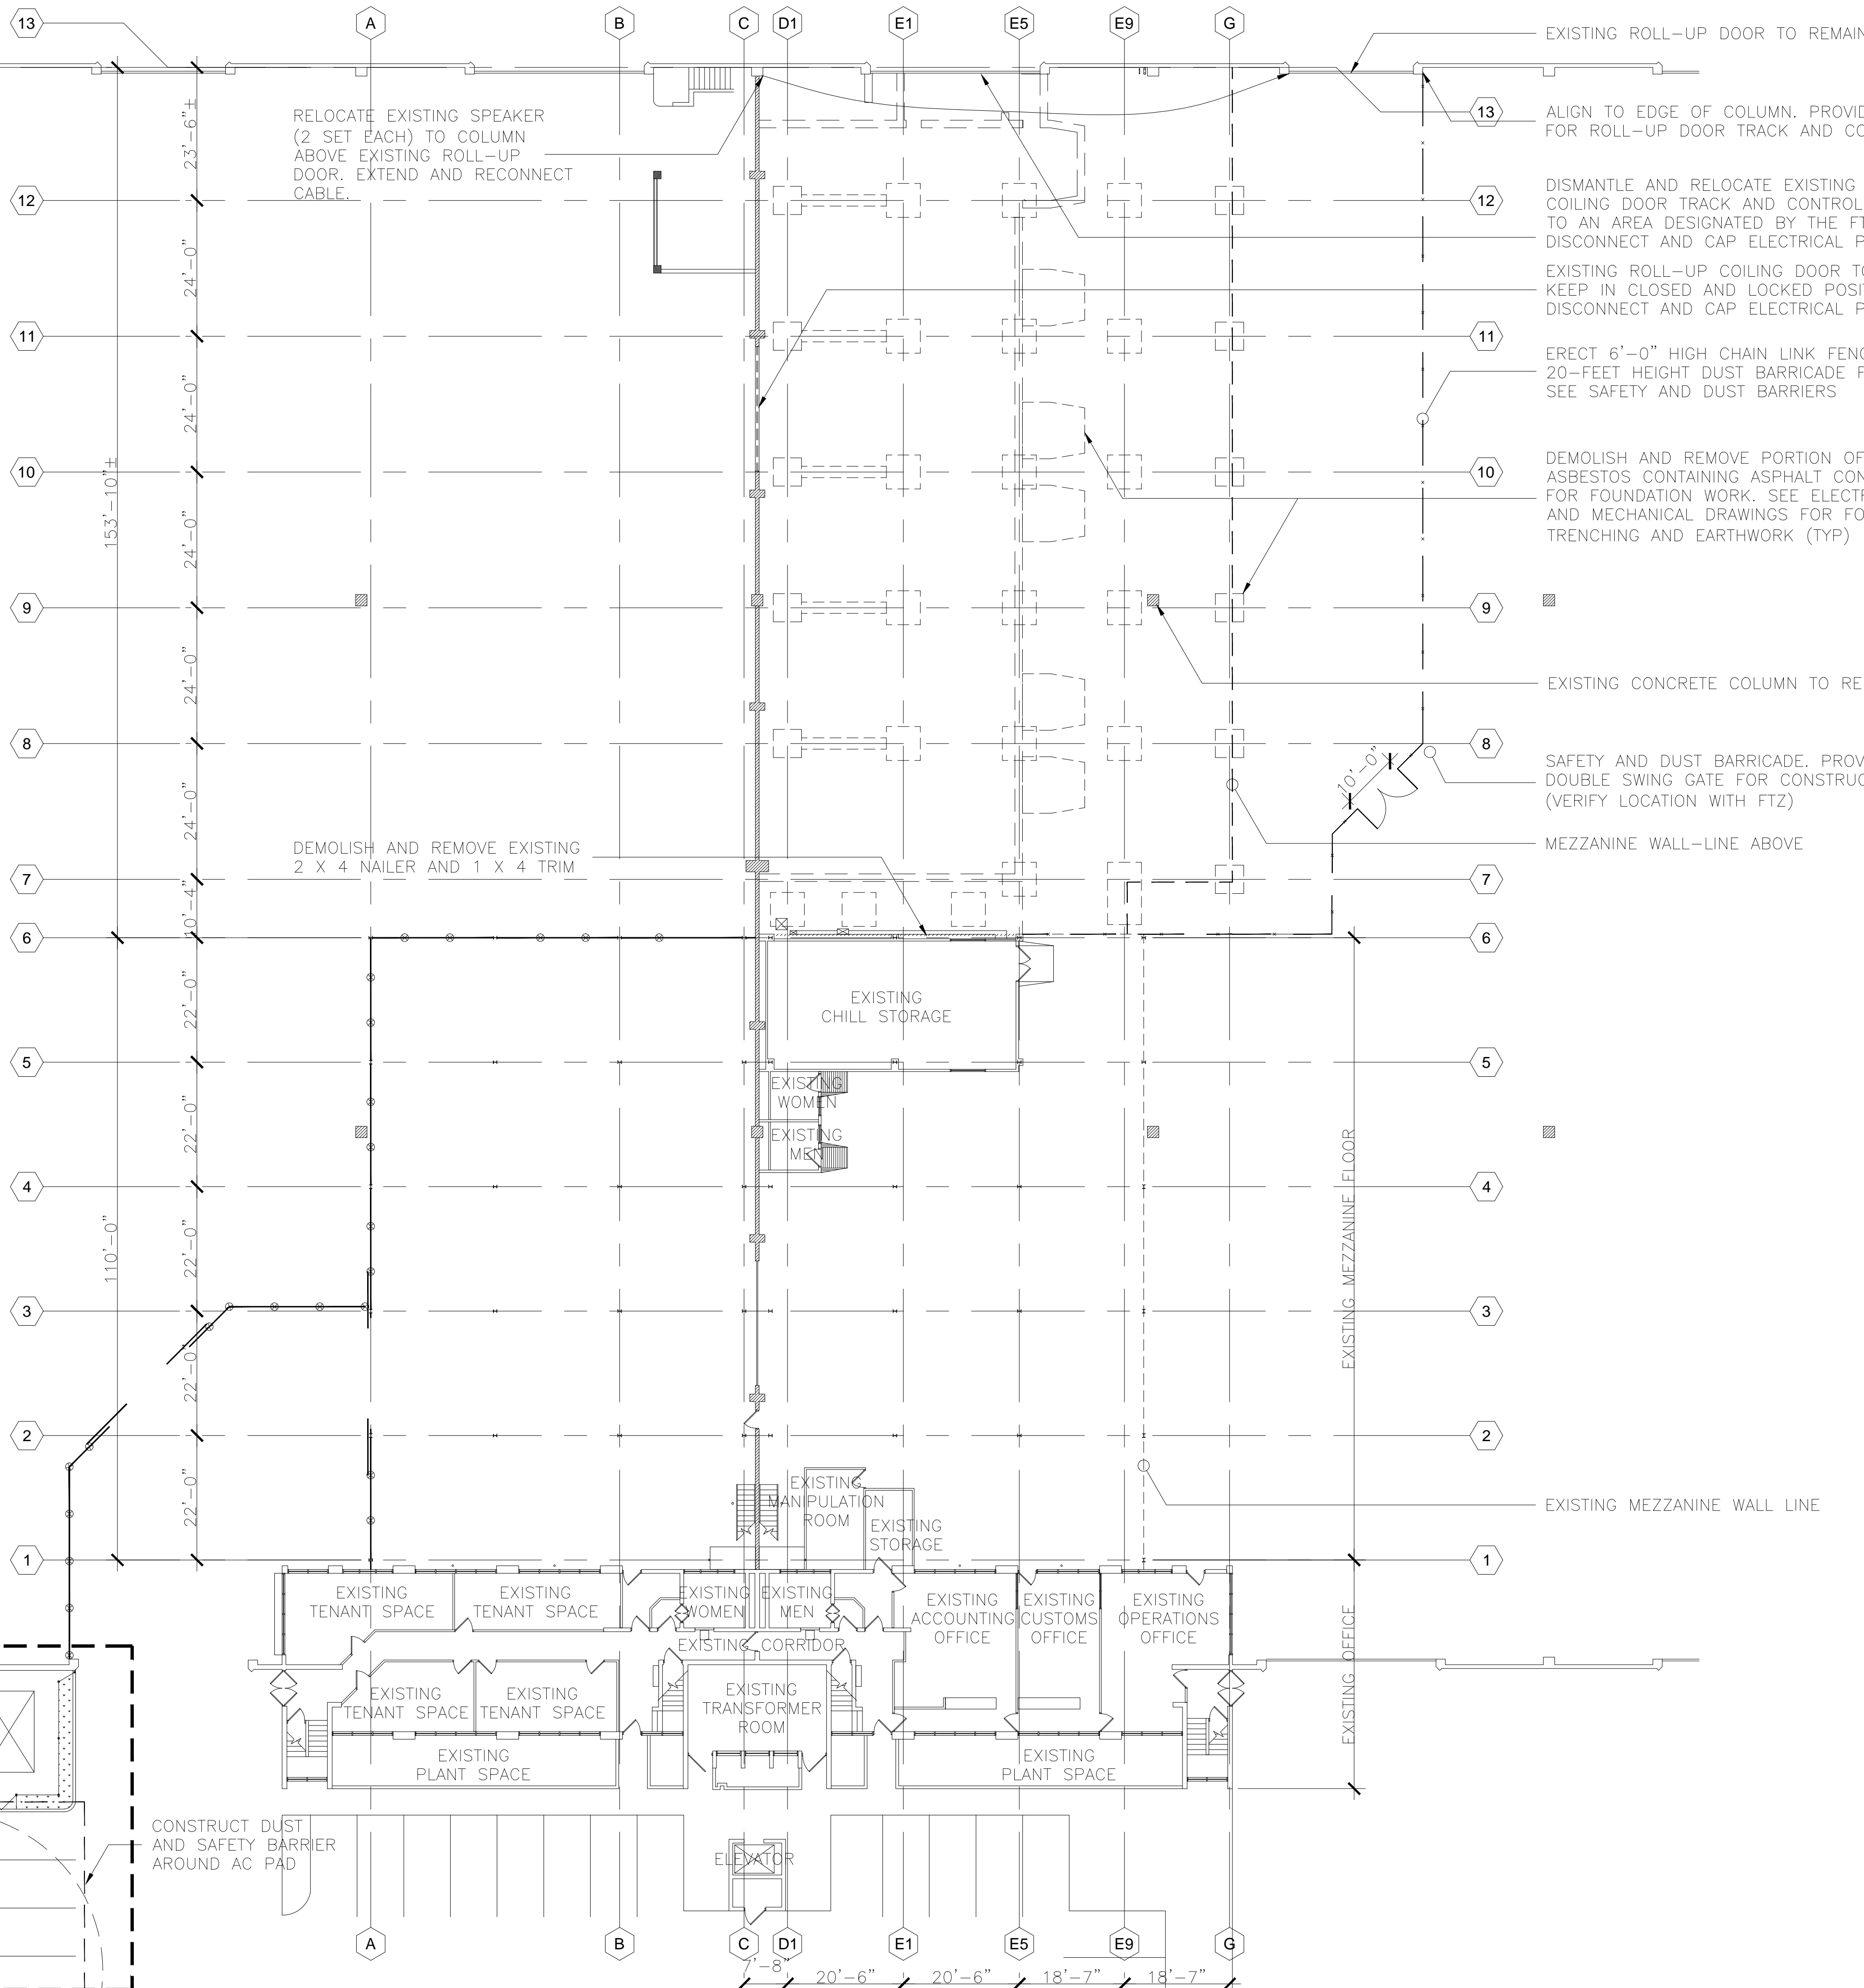 13
A
B
C
D1
E1
E5
E9
G
EXISTING ROLL-UP DOOR TO REMAIN
RELOCATE EXISTING SPEAKER
(2 SET EACH) TO COLUMN
ABOVE EXISTING ROLL-UP
DOOR. EXTEND AND RECONNECT
CABLE.
13
ALIGN TO EDGE OF COLUMN. PROVID
FOR ROLL-UP DOOR TRACK AND CO
23'-6"±
12
12
DISMANTLE AND RELOCATE EXISTING
COILING DOOR TRACK AND CONTROL
TO AN AREA DESIGNATED BY THE FT
DISCONNECT AND CAP ELECTRICAL P
24'-0"
EXISTING ROLL-UP COILING DOOR TO
KEEP IN CLOSED AND LOCKED POSIT
DISCONNECT AND CAP ELECTRICAL P
11
11
ERECT 6'-0" HIGH CHAIN LINK FENC
20-FEET HEIGHT DUST BARRICADE F
SEE SAFETY AND DUST BARRIERS
24'-0"
10
10
153'-10"±
DEMOLISH AND REMOVE PORTION OF
ASBESTOS CONTAINING ASPHALT CON
FOR FOUNDATION WORK. SEE ELECTR
AND MECHANICAL DRAWINGS FOR FO
TRENCHING AND EARTHWORK (TYP)
24'-0"
9
9
24'-0"
EXISTING CONCRETE COLUMN TO RE
8
8
10'-0"
SAFETY AND DUST BARRICADE. PROV
DOUBLE SWING GATE FOR CONSTRUC
(VERIFY LOCATION WITH FTZ)
24'-0"
MEZZANINE WALL-LINE ABOVE
DEMOLISH AND REMOVE EXISTING
2 X 4 NAILER AND 1 X 4 TRIM
7
7
10'-4"
6
6
22'-0"
EXISTING
CHILL STORAGE
5
5
22'-0"
EXISTING
WOMEN
EXISTING
MEN
4
4
EXISTING MEZZANINE FLOOR
110'-0"
22'-0"
3
3
22'-0"
2
2
22'-0"
EXISTING
MANIPULATION
ROOM
EXISTING
STORAGE
EXISTING MEZZANINE WALL LINE
1
1
EXISTING
TENANT SPACE
EXISTING
TENANT SPACE
EXISTING
WOMEN
EXISTING
MEN
EXISTING
ACCOUNTING
OFFICE
EXISTING
CUSTOMS
OFFICE
EXISTING
OPERATIONS
OFFICE
EXISTING CORRIDOR
EXISTING OFFICE
EXISTING
TENANT SPACE
EXISTING
TENANT SPACE
EXISTING
TRANSFORMER
ROOM
EXISTING
PLANT SPACE
EXISTING
PLANT SPACE
CONSTRUCT DUST
AND SAFETY BARRIER
AROUND AC PAD
ELEVATOR
A
B
C
D1
E1
E5
E9
G
7'-8"
20'-6"
20'-6"
18'-7"
18'-7"